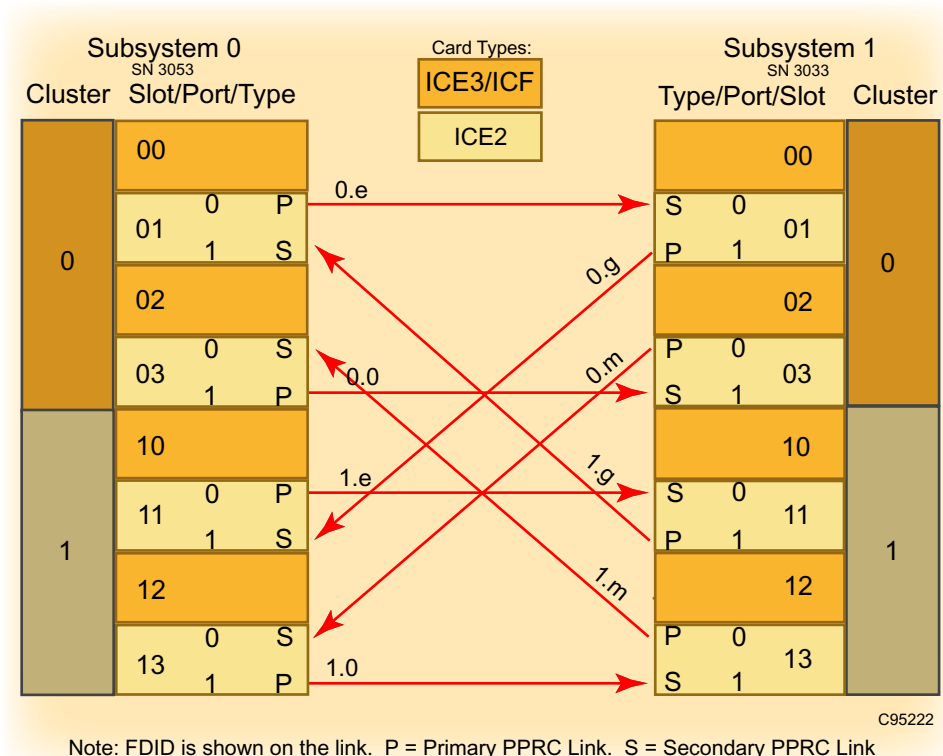 Subsystem 0
SN 3053
Cluster Slot/Port/Type
Card Types:
ICE3/ICF
ICE2
Subsystem 1
SN 3033
Type/Port/Slot Cluster
0
00
01
0 P
1 S
02
03
0 S
1 P
1
10
11
0 P
1 S
12
13
0 S
1 P
0.e
0.g
0.0
0.m
1.e
1.g
1.m
1.0
00
S 0
P 1
01
02
P 0
S 1
03
0
10
S 0
P 1
11
12
P 0
S 1
13
1
C95222
Note: FDID is shown on the link. P = Primary PPRC Link. S = Secondary PPRC Link